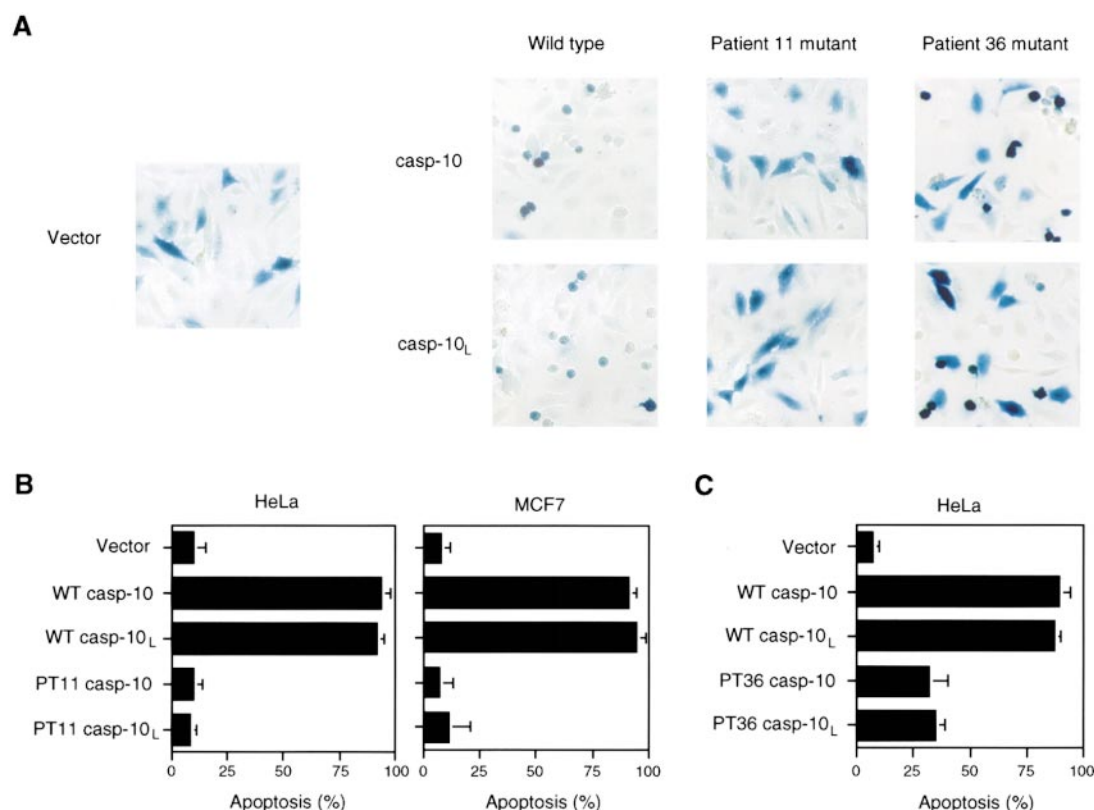 A
Wild type Patient 11 mutant Patient 36 mutant
casp-10
Vector
casp-10L
B
HeLa
MCF7
Vector
WT casp-10
WT casp-10L
PT11 casp-10
PT11 casp-10L
0 25 50 75 100
Apoptosis (%)
0 25 50 75 100
Apoptosis (%)
C
HeLa
Vector
WT casp-10
WT casp-10L
PT36 casp-10
PT36 casp-10L
0 25 50 75 100
Apoptosis (%)